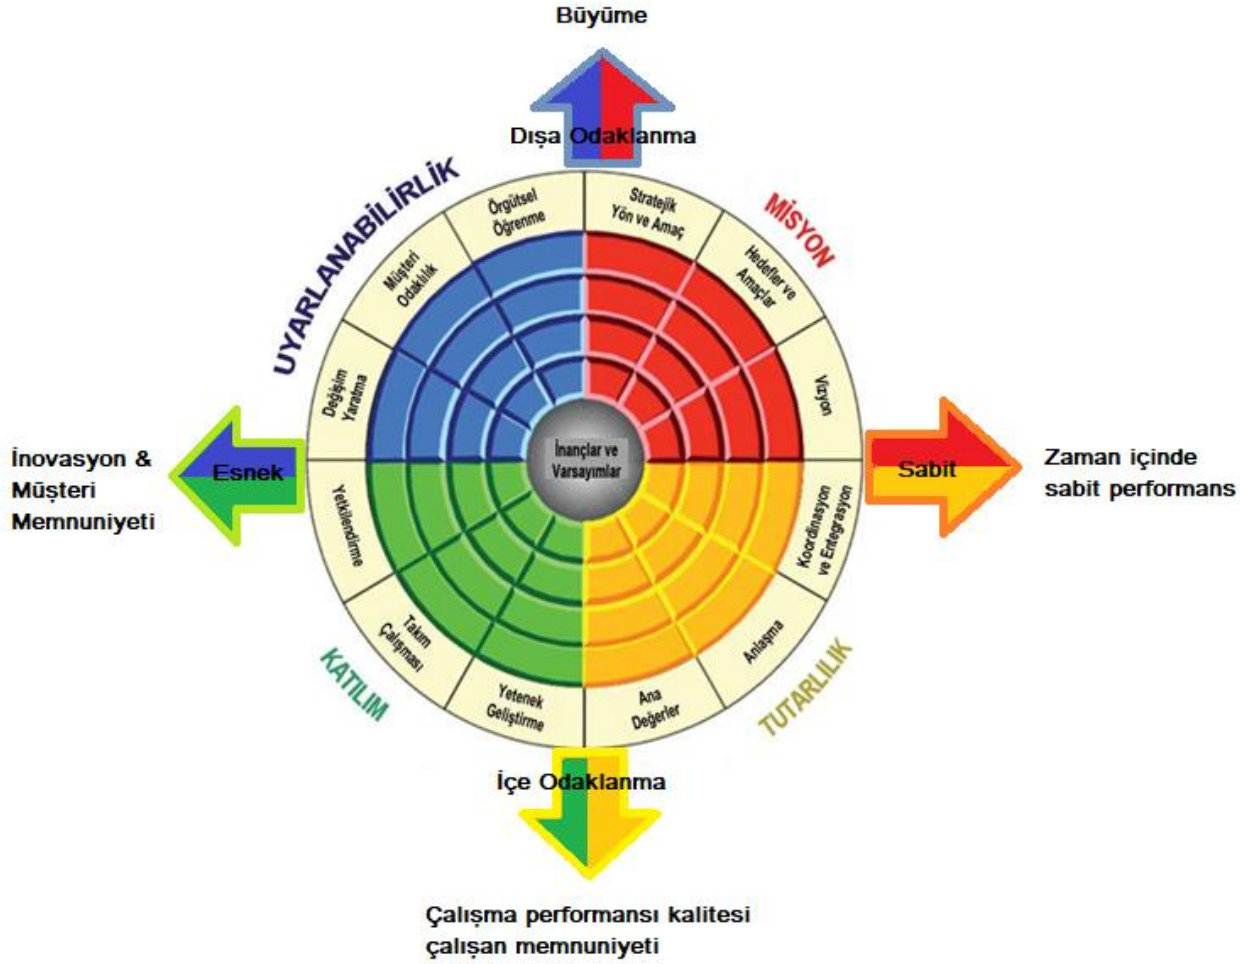 Büyüme
Dışa Odaklanma
UYARLANABİLİRLİK
MİSYON
Örgütsel
Öğrenme
Stratejik
Yön ve Amaç
Müşteri
Odaklılık
Hedefler ve
Amaçlar
Değişim
Yaratma
Vizyon
İnançlar ve
Varsayımlar
İnovasyon &
Müşteri
Memnuniyeti
Esnek
Sabit
Zaman içinde
sabit performans
Yetkilendirme
Koordinasyon
ve Entegrasyon
Takım
Çalışması
Anlaşma
KATILIM
TUTARLILIK
Yetenek
Geliştirme
Ana
Değerler
İçe Odaklanma
Çalışma performansı kalitesi
çalışan memnuniyeti